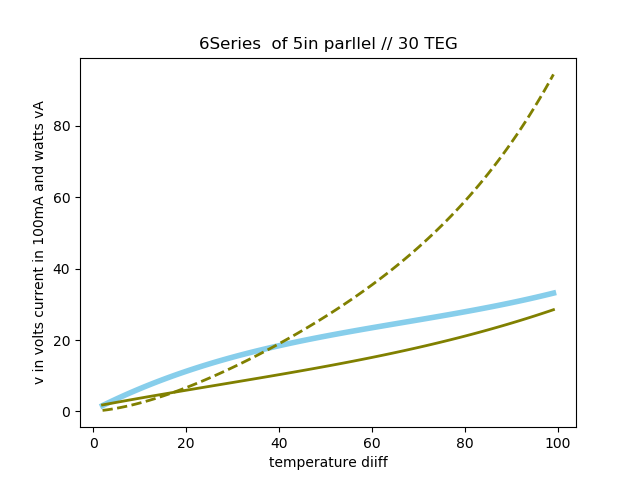 6Series  of 5in parllel // 30 TEG
v in volts current in 100mA and watts vA
80
60
40
20
0
0 20 40 60 80 100
temperature diiff